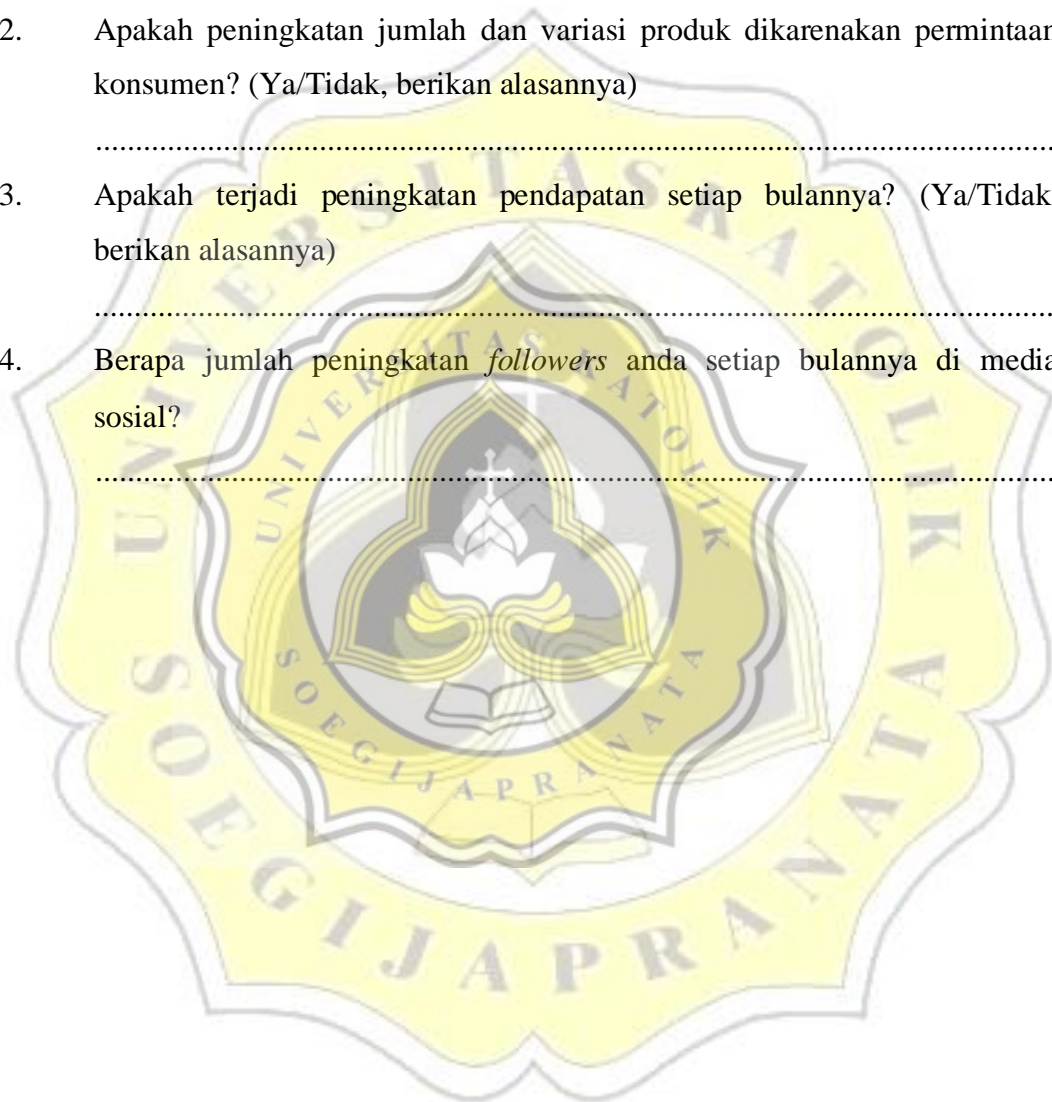 2. Apakah peningkatan jumlah dan variasi produk dikarenakan permintaan
konsumen? (Ya/Tidak, berikan alasannya)
..........................................................................................................................
3. Apakah terjadi peningkatan pendapatan setiap bulannya? (Ya/Tidak
berikan alasannya)
..........................................................................................................................
4. Berapa jumlah peningkatan followers anda setiap bulannya di media
sosial?
..........................................................................................................................
UNIVERSITAS KATOLIK
SOEGIJAPRANATA
UNIVERSITAS KATOLIK
SOEGIJAPRANATA